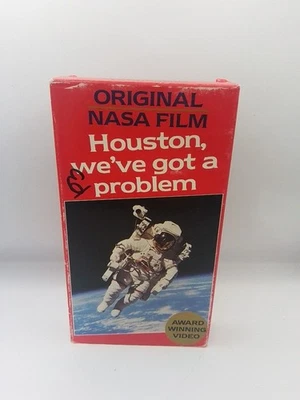 ORIGINAL
NASA FILM
Houston,
we've got a
problem
AWARD
WINNING
VIDEO